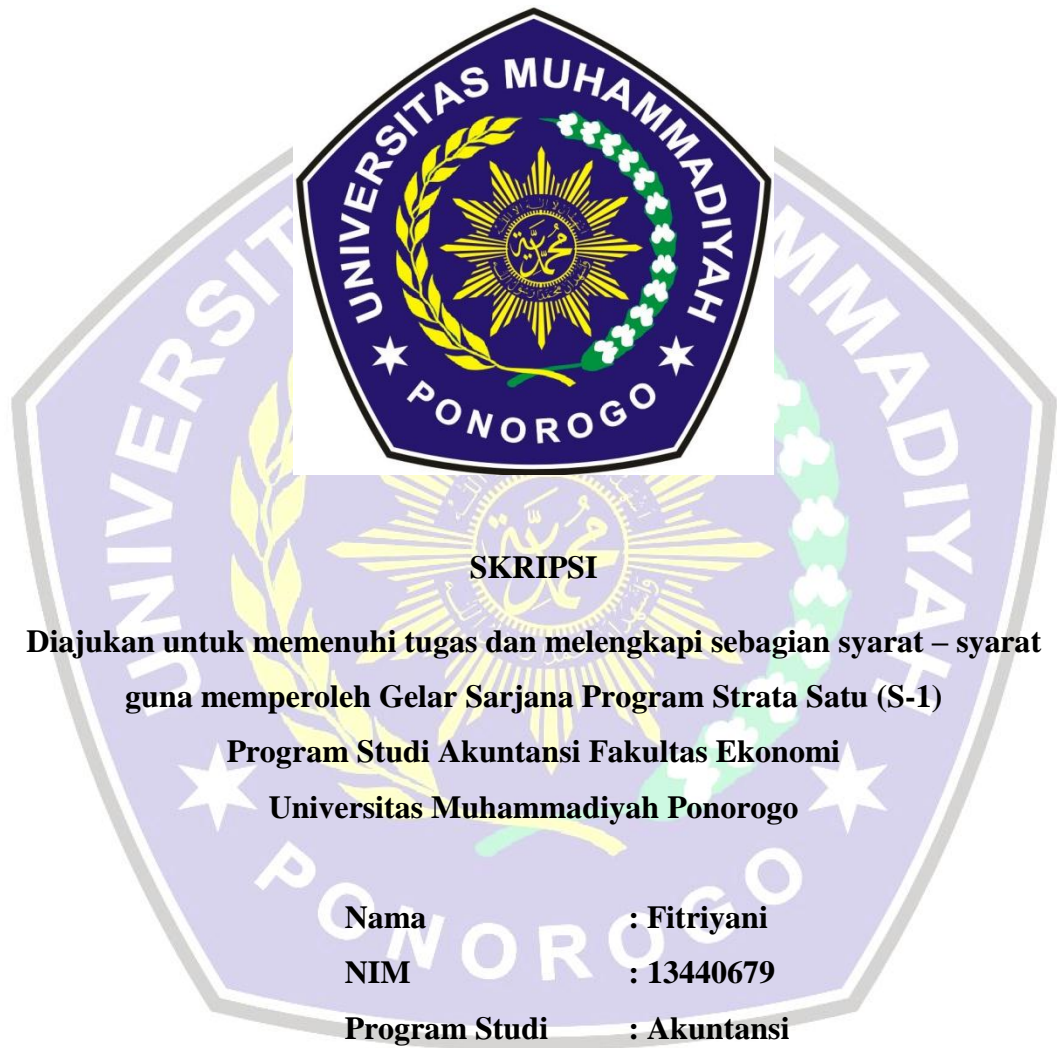 UNIVERSITAS MUHAMMADIYAH
PONOROGO
SKRIPSI
Diajukan untuk memenuhi tugas dan melengkapi sebagian syarat – syarat
guna memperoleh Gelar Sarjana Program Strata Satu (S-1)
Program Studi Akuntansi Fakultas Ekonomi
Universitas Muhammadiyah Ponorogo
Nama : Fitriyani
NIM : 13440679
Program Studi : Akuntansi